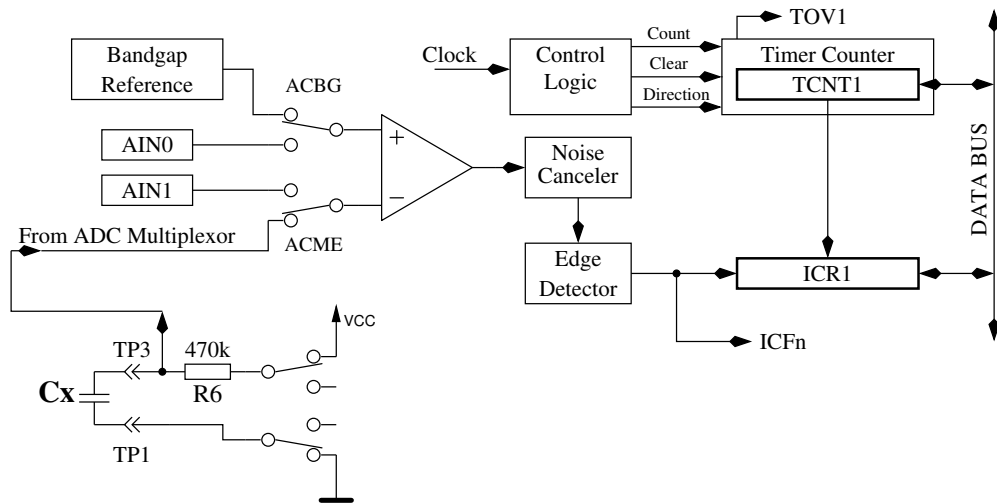 Bandgap
Reference
ACBG
AIN0
AIN1
From ADC Multiplexor
ACME
+
−
Clock
Control
Logic
Count
Clear
Direction
TOV1
Timer Counter
TCNT1
Noise
Canceler
Edge
Detector
ICR1
ICFn
DATA BUS
VCC
TP3
470k
R6
Cx
TP1